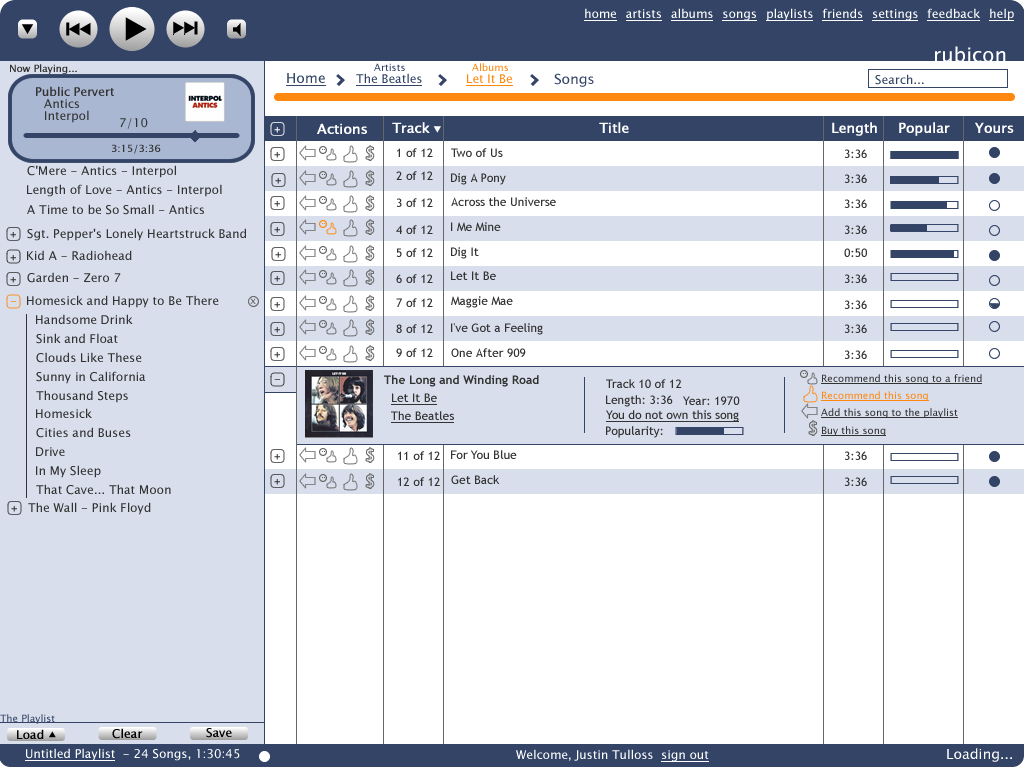 home artists albums songs playlists friends settings feedback help
rubicon
Now Playing...
Public Pervert
Antics
Interpol
7/10
INTERPOL
ANTICS
3:15/3:36
C'Mere – Antics – Interpol
Length of Love – Antics – Interpol
A Time to be So Small – Antics
Sgt. Pepper's Lonely Heartstruck Band
Kid A – Radiohead
Garden – Zero 7
Homesick and Happy to Be There
Handsome Drink
Sink and Float
Clouds Like These
Sunny in California
Thousand Steps
Homesick
Cities and Buses
Drive
In My Sleep
That Cave... That Moon
The Wall – Pink Floyd
The Playlist
Load Clear Save
Untitled Playlist – 24 Songs, 1:30:45
Artists Albums
Home The Beatles Let It Be Songs
Search...
Actions Track Title Length Popular Yours
1 of 12 Two of Us 3:36
2 of 12 Dig A Pony 3:36
3 of 12 Across the Universe 3:36
4 of 12 I Me Mine 3:36
5 of 12 Dig It 0:50
6 of 12 Let It Be 3:36
7 of 12 Maggie Mae 3:36
8 of 12 I've Got a Feeling 3:36
9 of 12 One After 909 3:36
LET IT BE
The Long and Winding Road
Let It Be
The Beatles
Track 10 of 12
Length: 3:36 Year: 1970
You do not own this song
Popularity:
Recommend this song to a friend
Recommend this song
Add this song to the playlist
Buy this song
11 of 12 For You Blue 3:36
12 of 12 Get Back 3:36
Welcome, Justin Tulloss sign out
Loading...